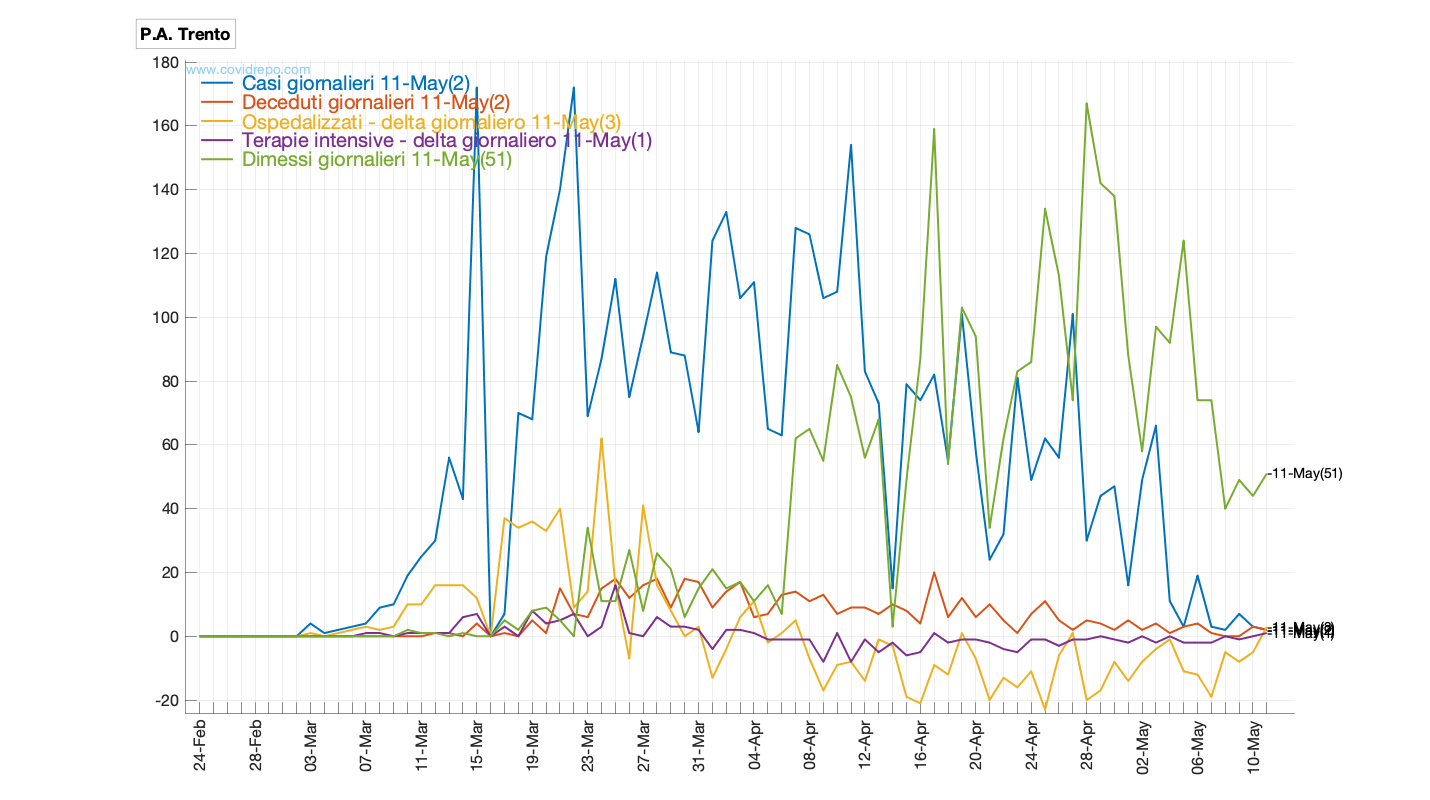 P.A. Trento
180
www.covidrepo.com
Casi giornalieri 11-May(2)
Deceduti giornalieri 11-May(2)
Ospedalizzati - delta giornaliero 11-May(3)
Terapie intensive - delta giornaliero 11-May(1)
Dimessi giornalieri 11-May(51)
160
140
120
100
80
60
40
20
0
-20
-11-May(51)
24-Feb
28-Feb
03-Mar
07-Mar
11-Mar
15-Mar
19-Mar
23-Mar
27-Mar
31-Mar
04-Apr
08-Apr
12-Apr
16-Apr
20-Apr
24-Apr
28-Apr
02-May
06-May
10-May